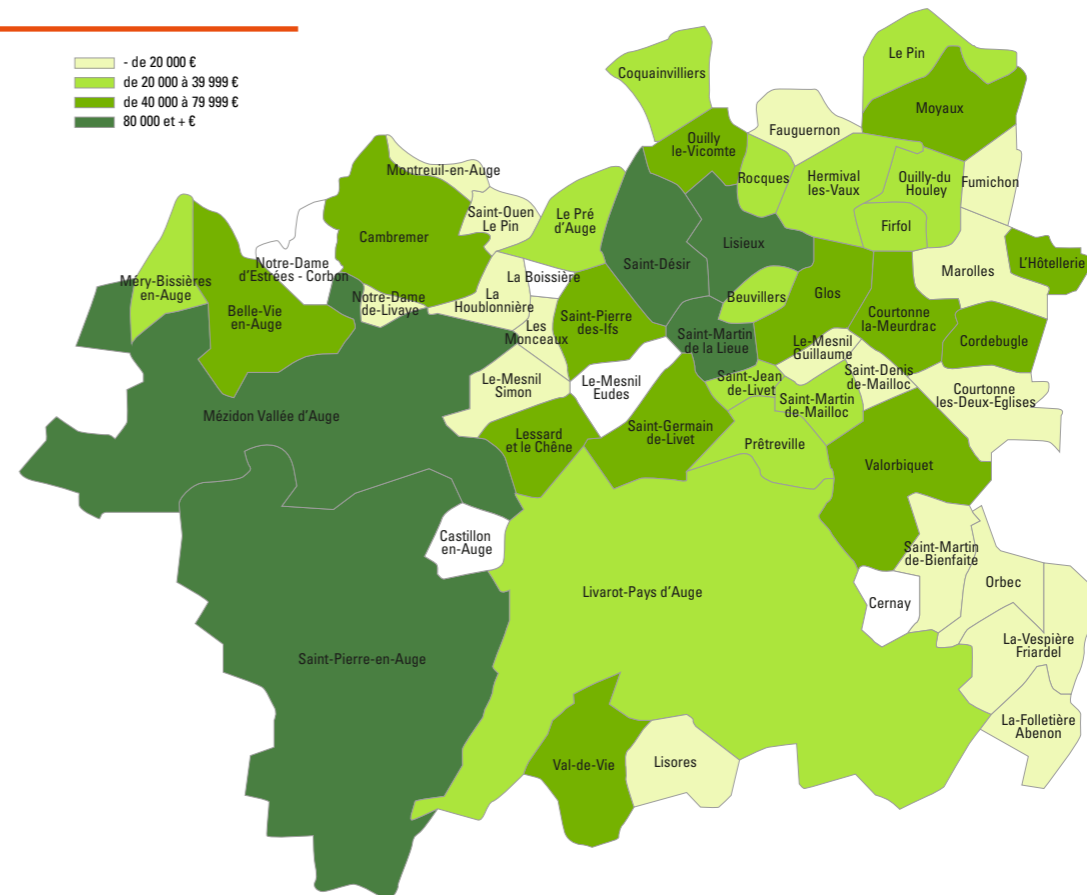 - de 20 000 €
de 20 000 à 39 999 €
de 40 000 à 79 999 €
80 000 et + €
Coquainvilliers
Le Pin
Moyaux
Fauguernon
Ouilly
le-Vicomte
Montreuil-en-Auge
Rocques
Hermival
les-Vaux
Ouilly-du
Houley
Fumichon
Saint-Ouen
Le Pin
Le Pré
d'Auge
Firfol
Cambremer
Lisieux
Notre-Dame
d'Estrées - Corbon
Saint-Désir
L'Hôtellerie
Marolles
La Boissière
Méry-Bissières
en-Auge
Notre-Dame
de-Livaye
La
Houblonnière
Beuvillers
Glos
Belle-Vie
en-Auge
Saint-Pierre
des-Ifs
Courtonne
la-Meurdrac
Les
Monceaux
Saint-Martin
de la Lieue
Le-Mesnil
Guillaume
Cordebugle
Saint-Denis
de-Mailloc
Le-Mesnil
Simon
Le-Mesnil
Eudes
Saint-Jean
de-Livet
Courtonne
les-Deux-Eglises
Saint-Martin
de-Mailloc
Mézidon Vallée d'Auge
Lessard
et le Chêne
Saint-Germain
de-Livet
Prêtreville
Valorbiquet
Castillon
en-Auge
Saint-Martin
de-Bienfaite
Orbec
Livarot-Pays d'Auge
Cernay
La-Vespière
Friardel
Saint-Pierre-en-Auge
La-Folletière
Abenon
Val-de-Vie
Lisores